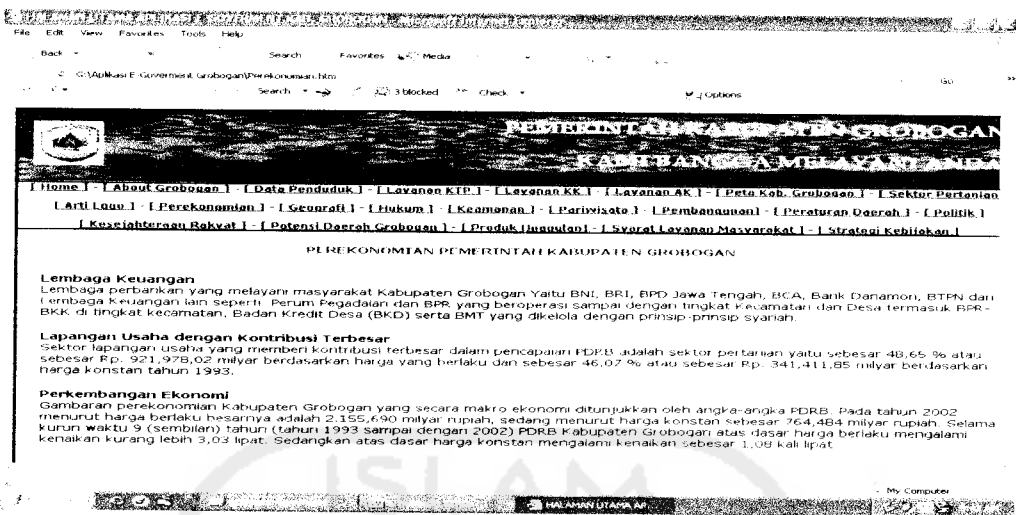 File Edit View Favorites Tools Help
Back Search Favorites Media
G:\Aplikasi E-Goverment Grobogan\Perekonomian.htm Go
Search 3 blocked Check Options
PEMERINTAH KABUPATEN GROBOGAN
KAMI BANGGA MELAYANI ANDA
[ Home ] - [ About Grobogan ] - [ Data Penduduk ] - [ Layanan KTP ] - [ Layanan KK ] - [ Layanan AK ] - [ Peta Kab. Grobogan ] - [ Sektor Pertanian
[ Arti Logo ] - [ Perekonomian ] - [ Geografi ] - [ Hukum ] - [ Keamanan ] - [ Pariwisata ] - [ Pembangunan] - [ Peraturan Daerah ] - [ Politik ]
[ Kesejahteraan Rakyat ] - [ Potensi Daerah Grobogan ] - [ Produk Unggulan] - [ Syarat Layanan Masyarakat ] - [ Strategi Kebijakan ]
PEREKONOMIAN PEMERINTAH KABUPATEN GROBOGAN
Lembaga Keuangan
Lembaga perbankan yang melayani masyarakat Kabupaten Grobogan Yaitu BNI, BRI, BPD Jawa Tengah, BCA, Bank Danamon, BTPN dan
Lembaga Keuangan lain seperti Perum Pegadaian dan BPR yang beroperasi sampai dengan tingkat Kecamatan dan Desa termasuk BPR-
BKK di tingkat kecamatan, Badan Kredit Desa (BKD) serta BMT yang dikelola dengan prinsip-prinsip syariah.
Lapangan Usaha dengan Kontribusi Terbesar
Sektor lapangan usaha yang memberi kontribusi terbesar dalam pencapaian PDRB adalah sektor pertanian yaitu sebesar 48,65 % atau
sebesar Rp. 921,978,02 milyar berdasarkan harga yang berlaku dan sebesar 46,07 % atau sebesar Rp. 341,411,85 milyar berdasarkan
harga konstan tahun 1993.
Perkembangan Ekonomi
Gambaran perekonomian Kabupaten Grobogan yang secara makro ekonomi ditunjukkan oleh angka-angka PDRB. Pada tahun 2002
menurut harga berlaku besarnya adalah 2.155,690 milyar rupiah, sedang menurut harga konstan sebesar 764,484 milyar rupiah. Selama
kurun waktu 9 (sembilan) tahun (tahun 1993 sampai dengan 2002) PDRB Kabupaten Grobogan atas dasar harga berlaku mengalami
kenaikan kurang lebih 3,03 lipat. Sedangkan atas dasar harga konstan mengalami kenaikan sebesar 1,08 kali lipat
ISLAM
My Computer
HALAMAN UTAMA AP